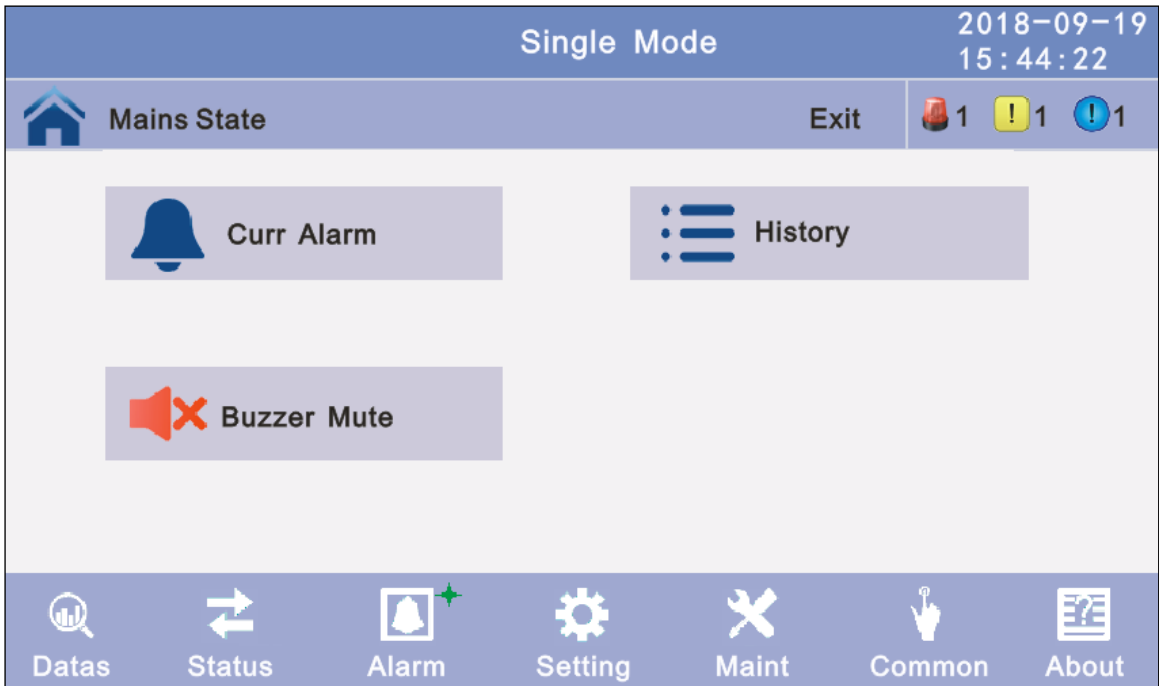 Single Mode
2018-09-19
15:44:22
Mains State
Exit
1
! 1
! 1
Curr Alarm
History
Buzzer Mute
Datas
Status
Alarm
Setting
Maint
Common
? About